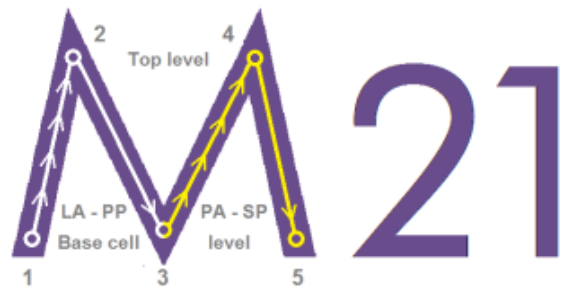 M21
2 4
Top level
LA - PP PA - SP
Base cell level
1 3 5